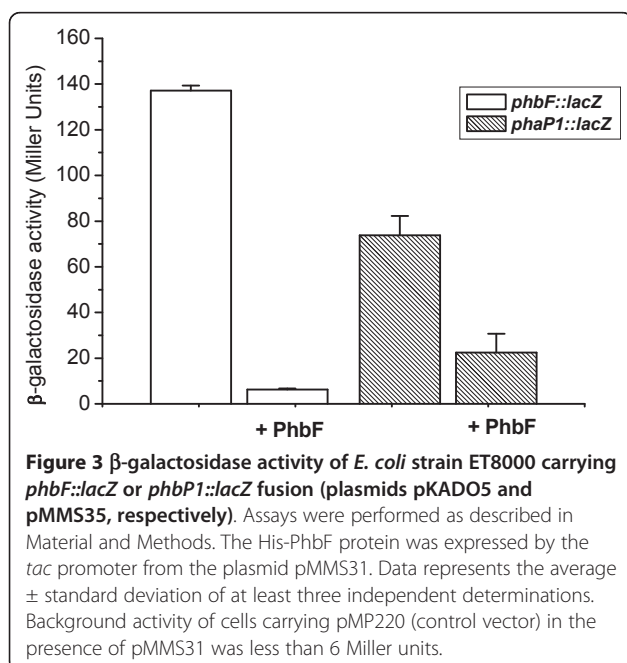 160
140
120
100
80
60
40
20
0
β-galactosidase activity (Miller Units)
phbF::lacZ
phaP1::lacZ
+ PhbF
+ PhbF
Figure 3 β-galactosidase activity of E. coli strain ET8000 carrying
phbF::lacZ or phbP1::lacZ fusion (plasmids pKADO5 and
pMMS35, respectively). Assays were performed as described in
Material and Methods. The His-PhbF protein was expressed by the
tac promoter from the plasmid pMMS31. Data represents the average
± standard deviation of at least three independent determinations.
Background activity of cells carrying pMP220 (control vector) in the
presence of pMMS31 was less than 6 Miller units.